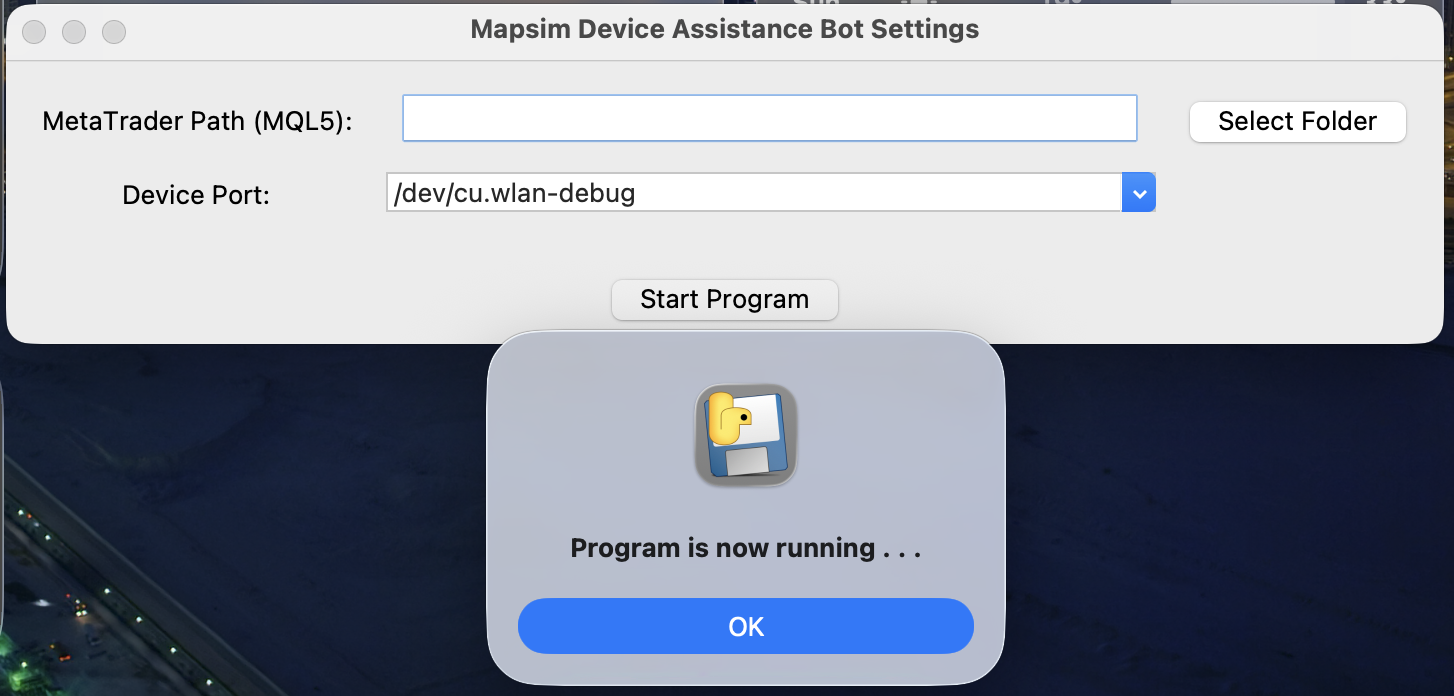 Mapsim Device Assistance Bot Settings
MetaTrader Path (MQL5):
Select Folder
Device Port:
/dev/cu.wlan-debug
Start Program
Program is now running . . .
OK